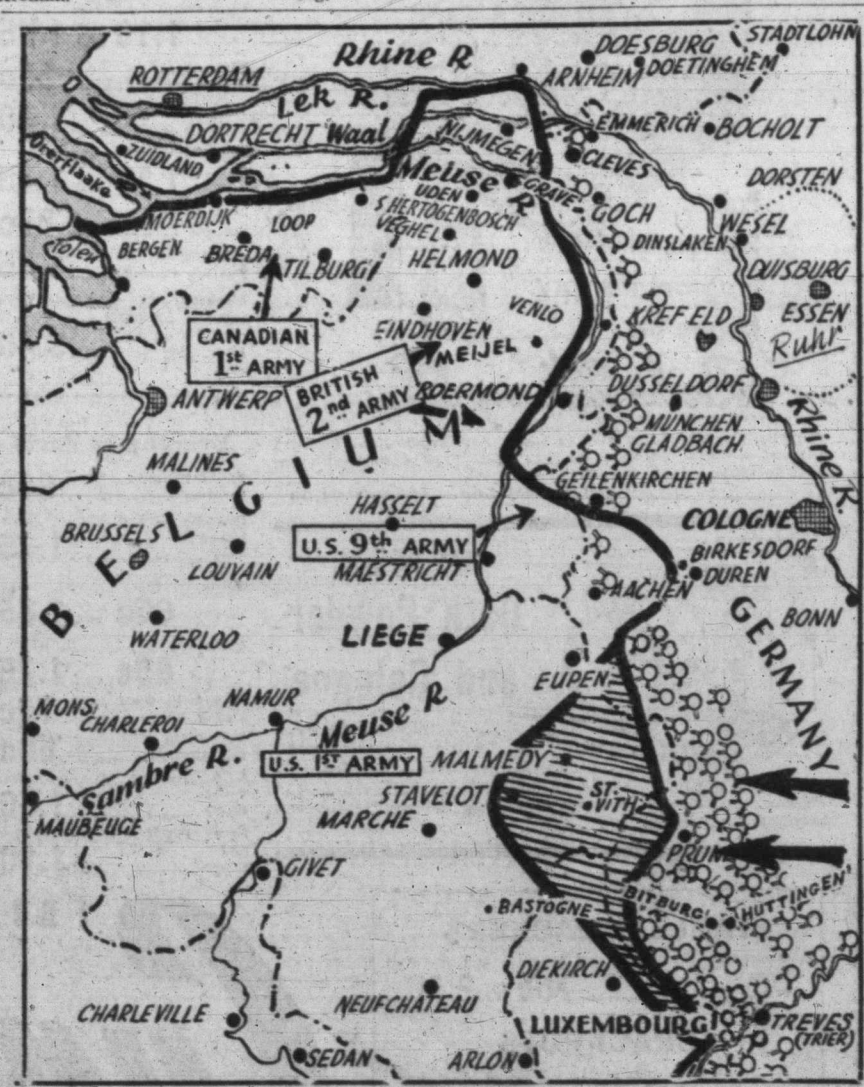 STADTLOHN
Rhine R
DOESBURG
DOETINGHEM
ROTTERDAM
ARNHEIM
Lek R.
DORTRECHT
Waal
NIJMEGEN
EMMERICH
BOCHOLT
ZUIDLAND
CLEVES
Overflaake
Meuse R
GRAVE
DORSTEN
UDEN
S HERTOGENBOSCH
GOCH
WESEL
MOERDIJK
LOOP
VEGHEL
DINSLAKEN
Tolen
BERGEN
BREDA
TILBURG
HELMOND
DUISBURG
VENLO
KREFELD
ESSEN
CANADIAN
1st ARMY
EINDHOVEN
MEIJEL
Ruhr
BRITISH
2nd ARMY
ROERMOND
DUSSELDORF
ANTWERP
MUNCHEN
GLADBACH
Rhine R
BELGIUM
MALINES
GEILENKIRCHEN
HASSELT
COLOGNE
BRUSSELS
U.S. 9th ARMY
BIRKESDORF
LOUVAIN
MAESTRICHT
AACHEN
DUREN
GERMANY
BONN
WATERLOO
LIEGE
EUPEN
MONS
CHARLEROI
NAMUR
Meuse R
Sambre R.
U.S. 1ST ARMY
MALMEDY
STAVELOT
ST.
VITH
MAUBEUGE
MARCHE
PRUM
GIVET
BASTOGNE
BITBURG
HUTTINGEN
DIEKIRCH
CHARLEVILLE
NEUFCHATEAU
LUXEMBOURG
TREVES
(TRIER)
SEDAN
ARLON